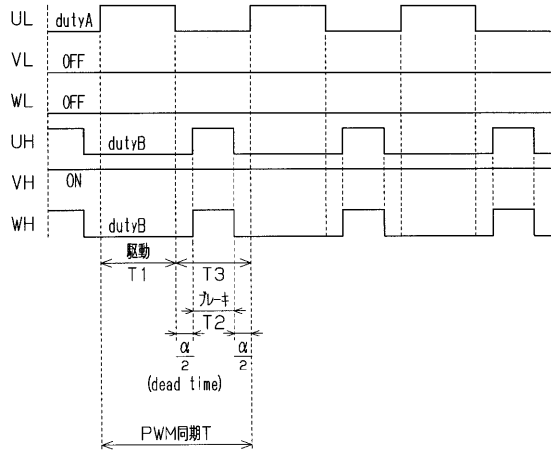 UL dutyA
VL OFF
WL OFF
UH dutyB
VH ON
WH dutyB
駆動
T1 T3
ブレーキ
T2
α/2 α/2
(dead time)
PWM同期T